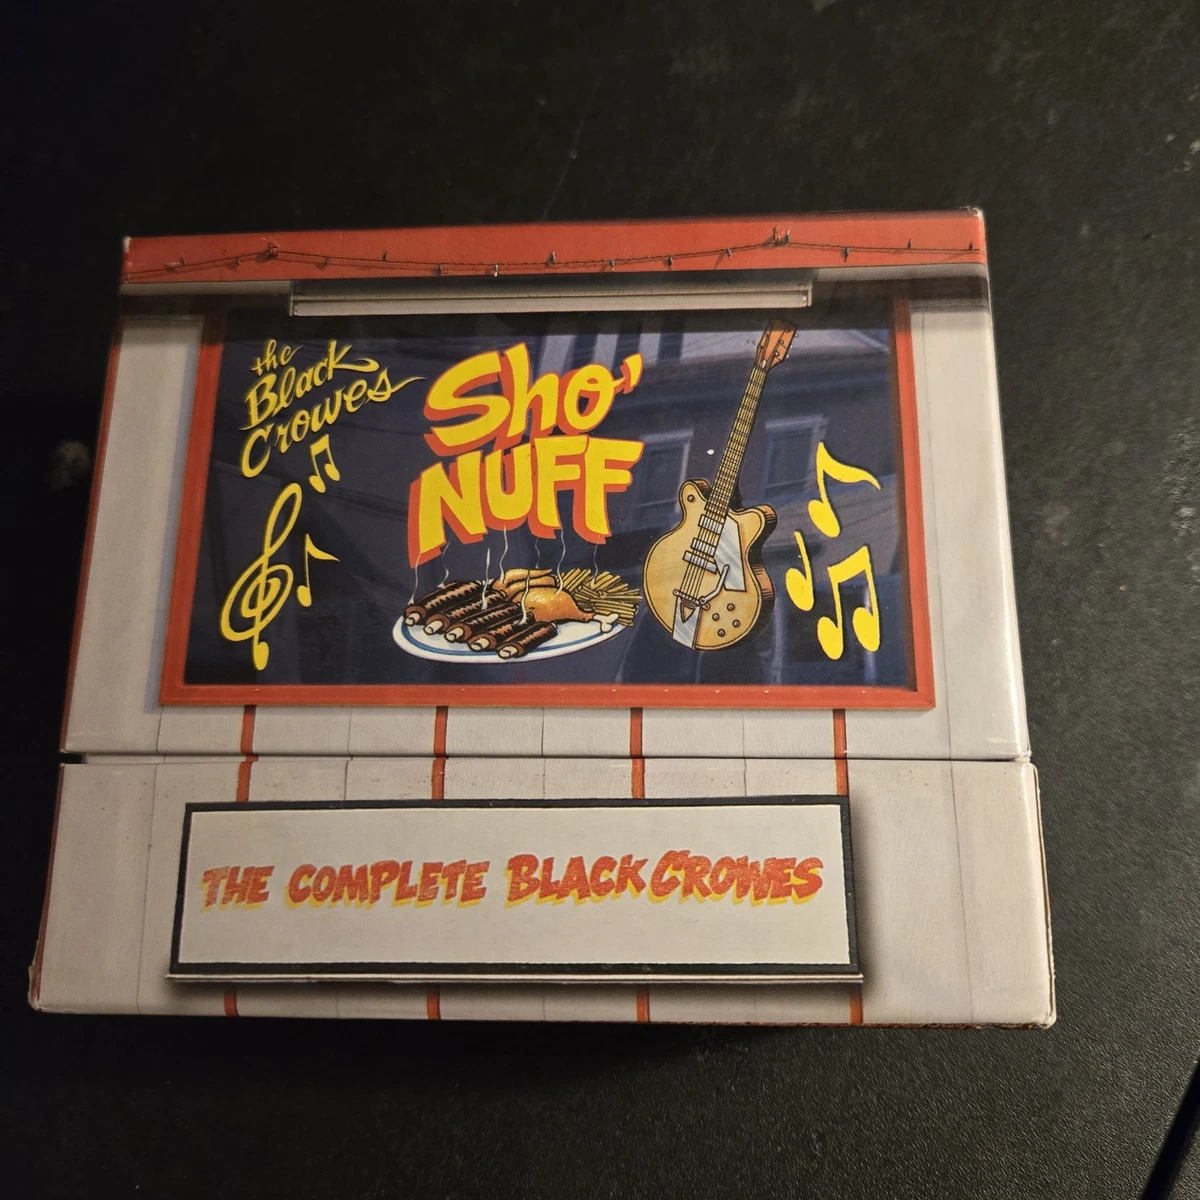 the
Black
Crowes
Sho'
NUFF
THE COMPLETE BLACK CROWES